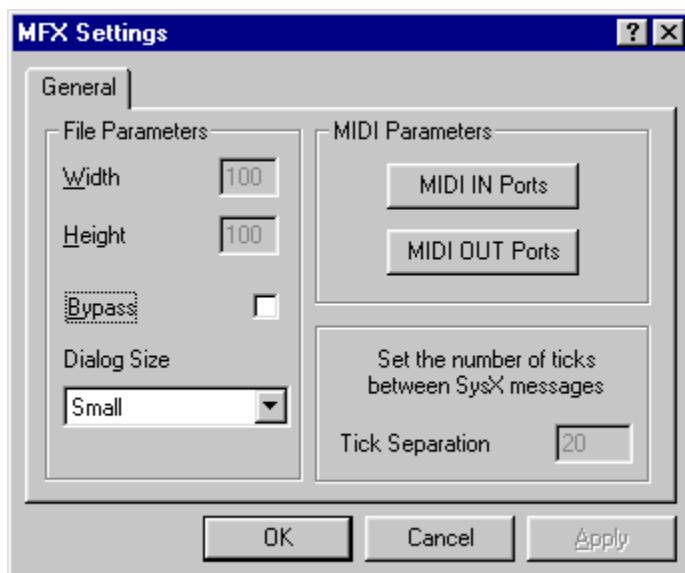 MFX Settings
General
File Parameters
Width 100
Height 100
Bypass
Dialog Size
Small
MIDI Parameters
MIDI IN Ports
MIDI OUT Ports
Set the number of ticks
between SysX messages
Tick Separation 20
OK Cancel Apply